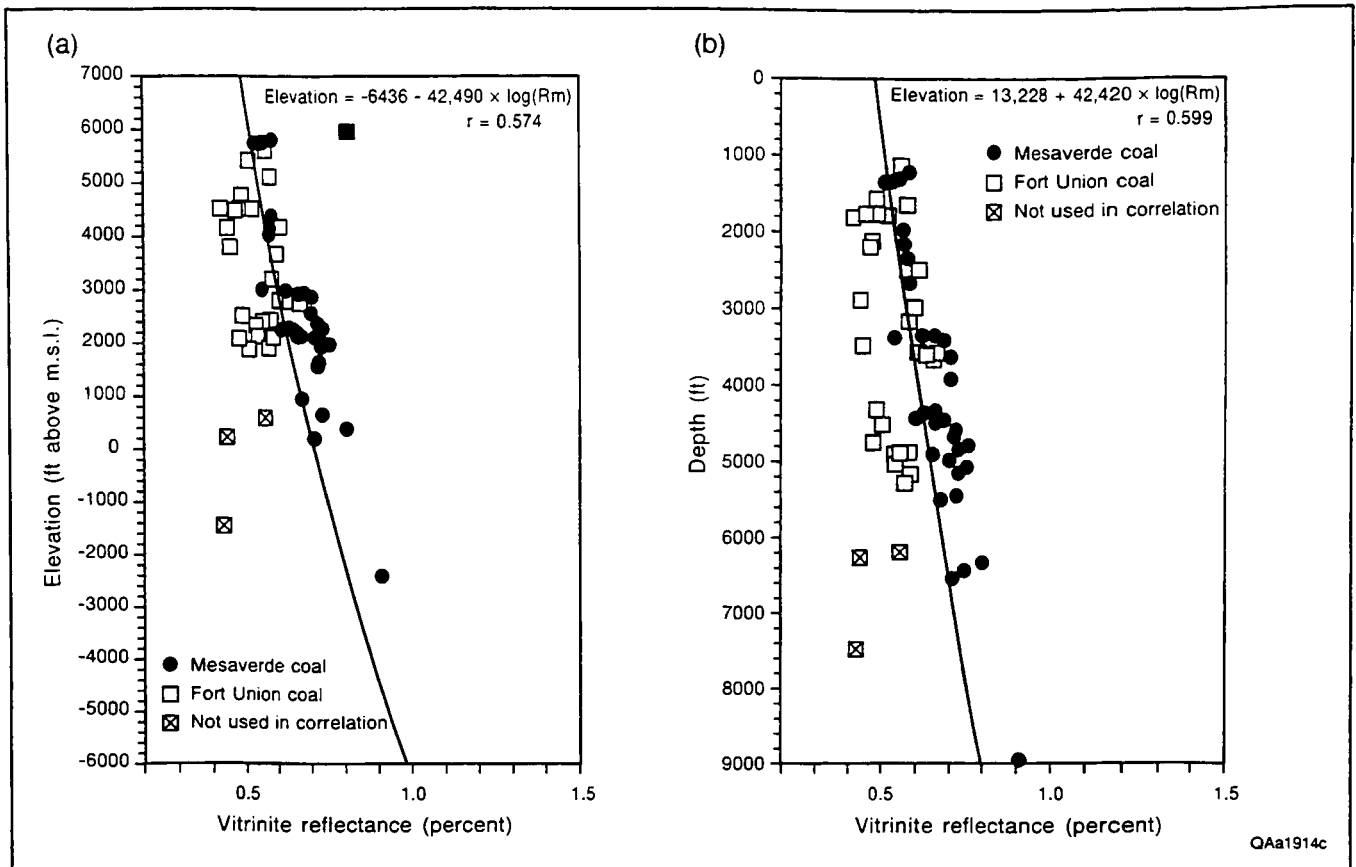 (a)
Elevation = -6436 - 42,490 × log(Rm)
r = 0.574
Elevation (ft above m.s.l.)
7000
6000
5000
4000
3000
2000
1000
0
-1000
-2000
-3000
-4000
-5000
-6000
Mesaverde coal
Fort Union coal
Not used in correlation
0.5
1.0
1.5
Vitrinite reflectance (percent)
(b)
Elevation = 13,228 + 42,420 × log(Rm)
r = 0.599
Mesaverde coal
Fort Union coal
Not used in correlation
Depth (ft)
0
1000
2000
3000
4000
5000
6000
7000
8000
9000
0.5
1.0
1.5
Vitrinite reflectance (percent)
QAa1914c